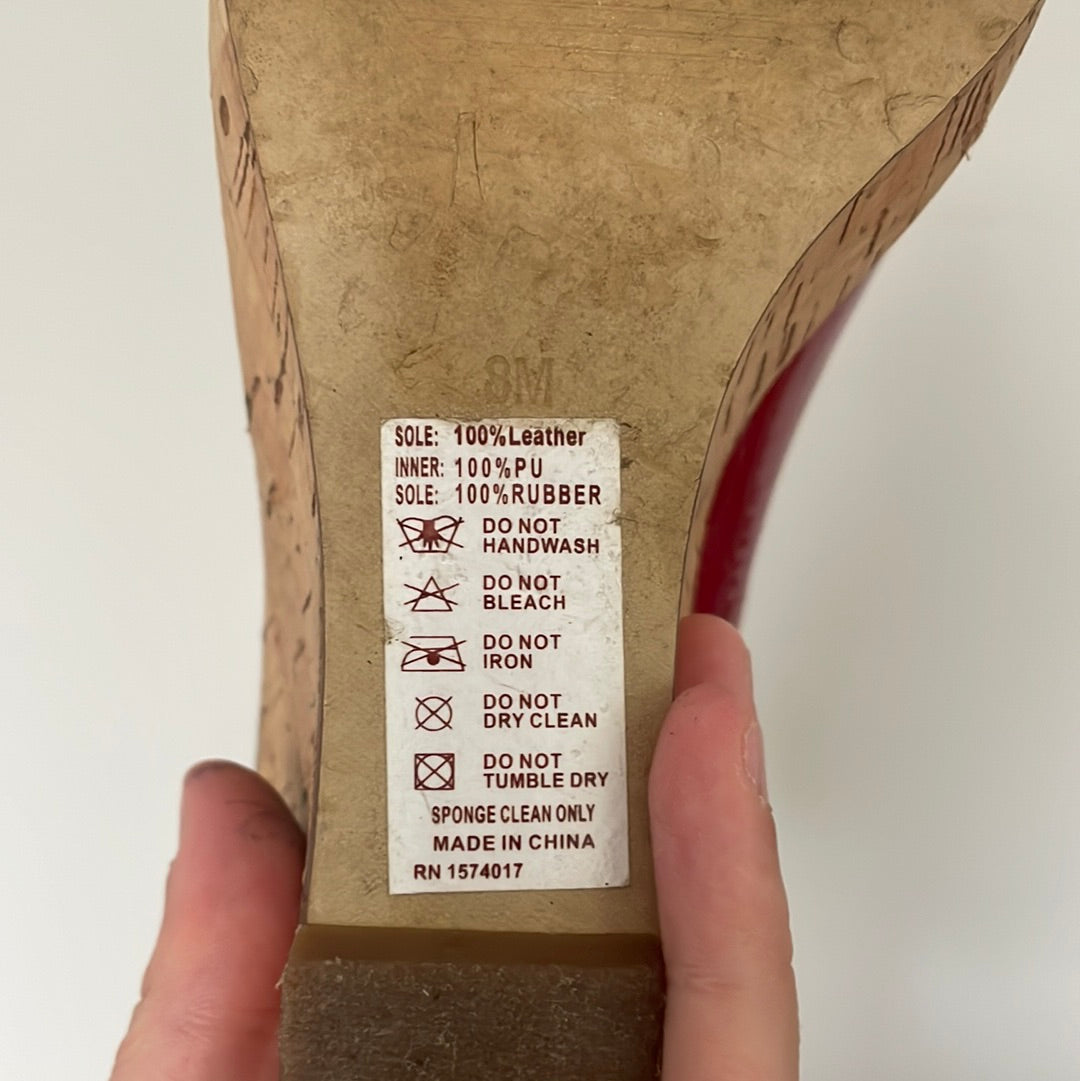 8M
SOLE: 100%Leather
INNER: 100%PU
SOLE: 100%RUBBER
DO NOT
HANDWASH
DO NOT
BLEACH
DO NOT
IRON
DO NOT
DRY CLEAN
DO NOT
TUMBLE DRY
SPONGE CLEAN ONLY
MADE IN CHINA
RN 1574017